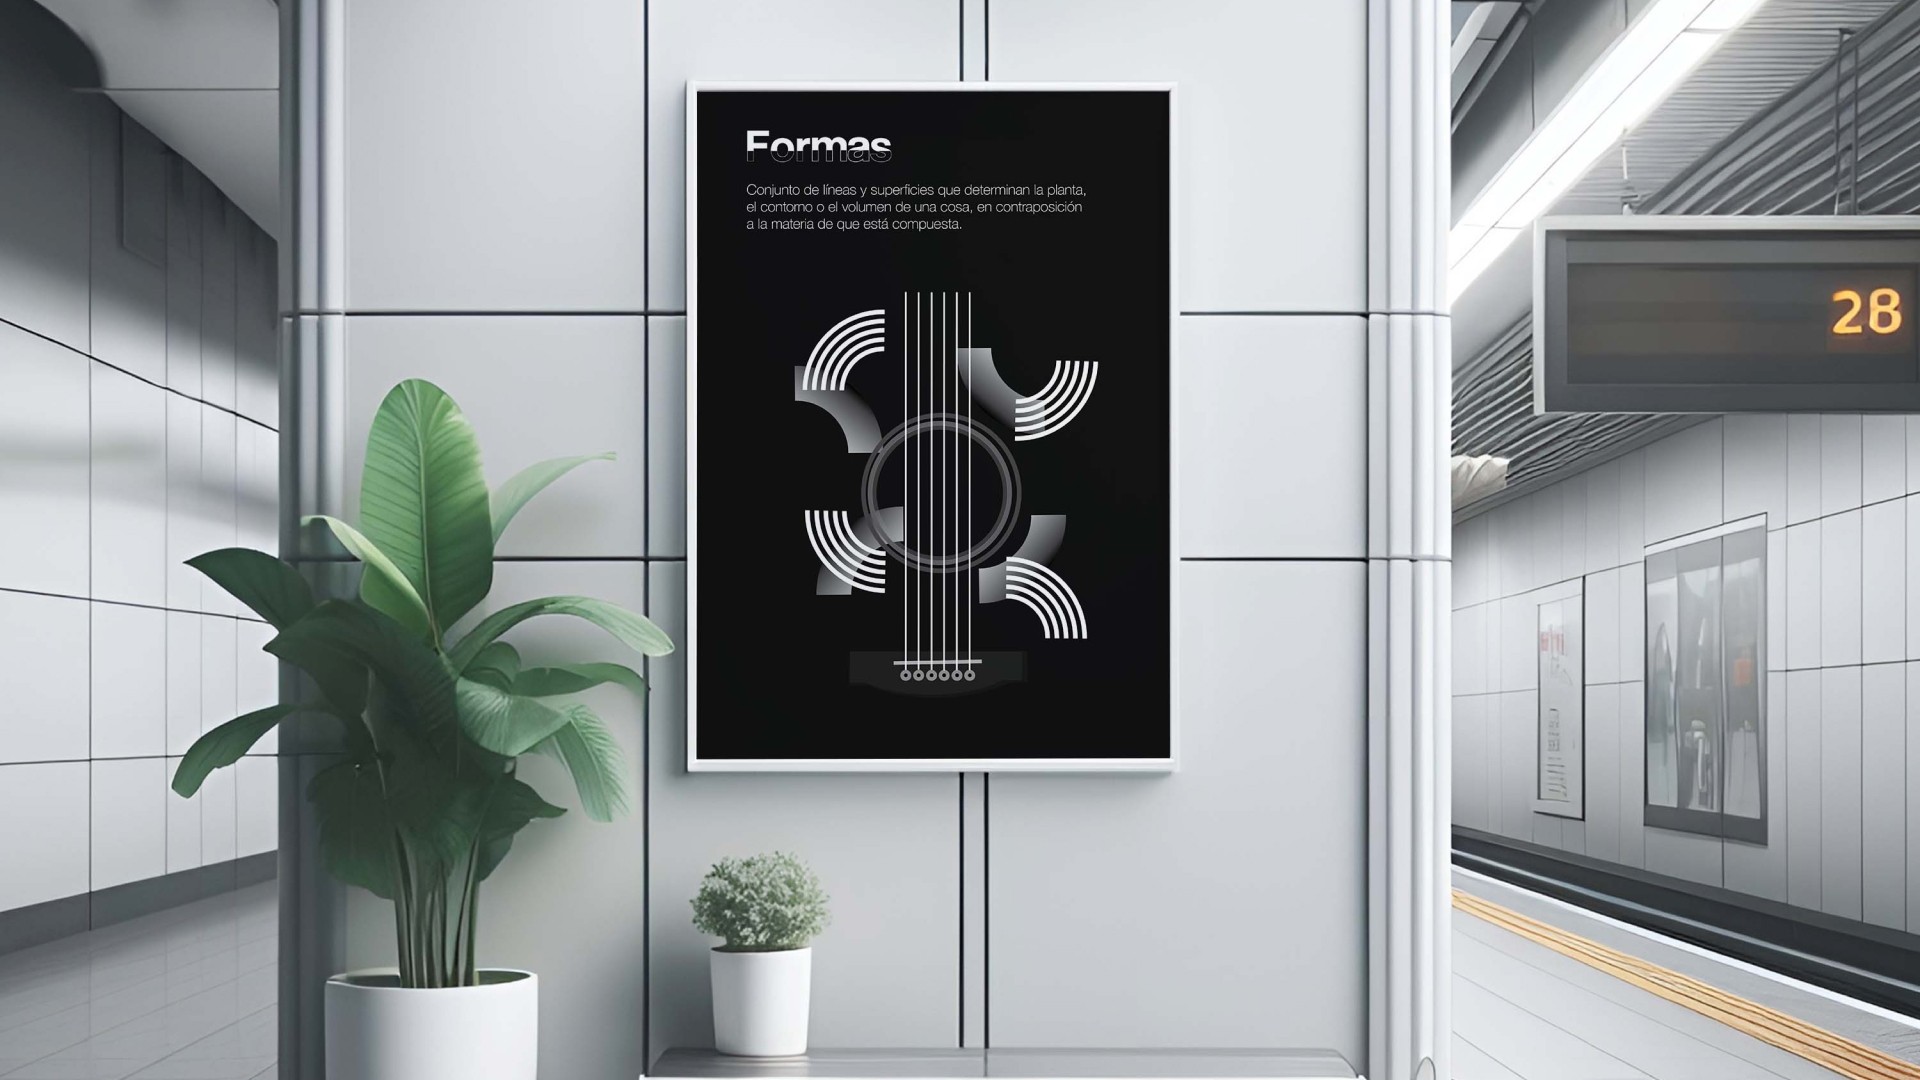 Formas
Conjunto de líneas y superficies que determinan la planta,
el contorno o el volumen de una cosa, en contraposición
a la materia de que está compuesta.
28